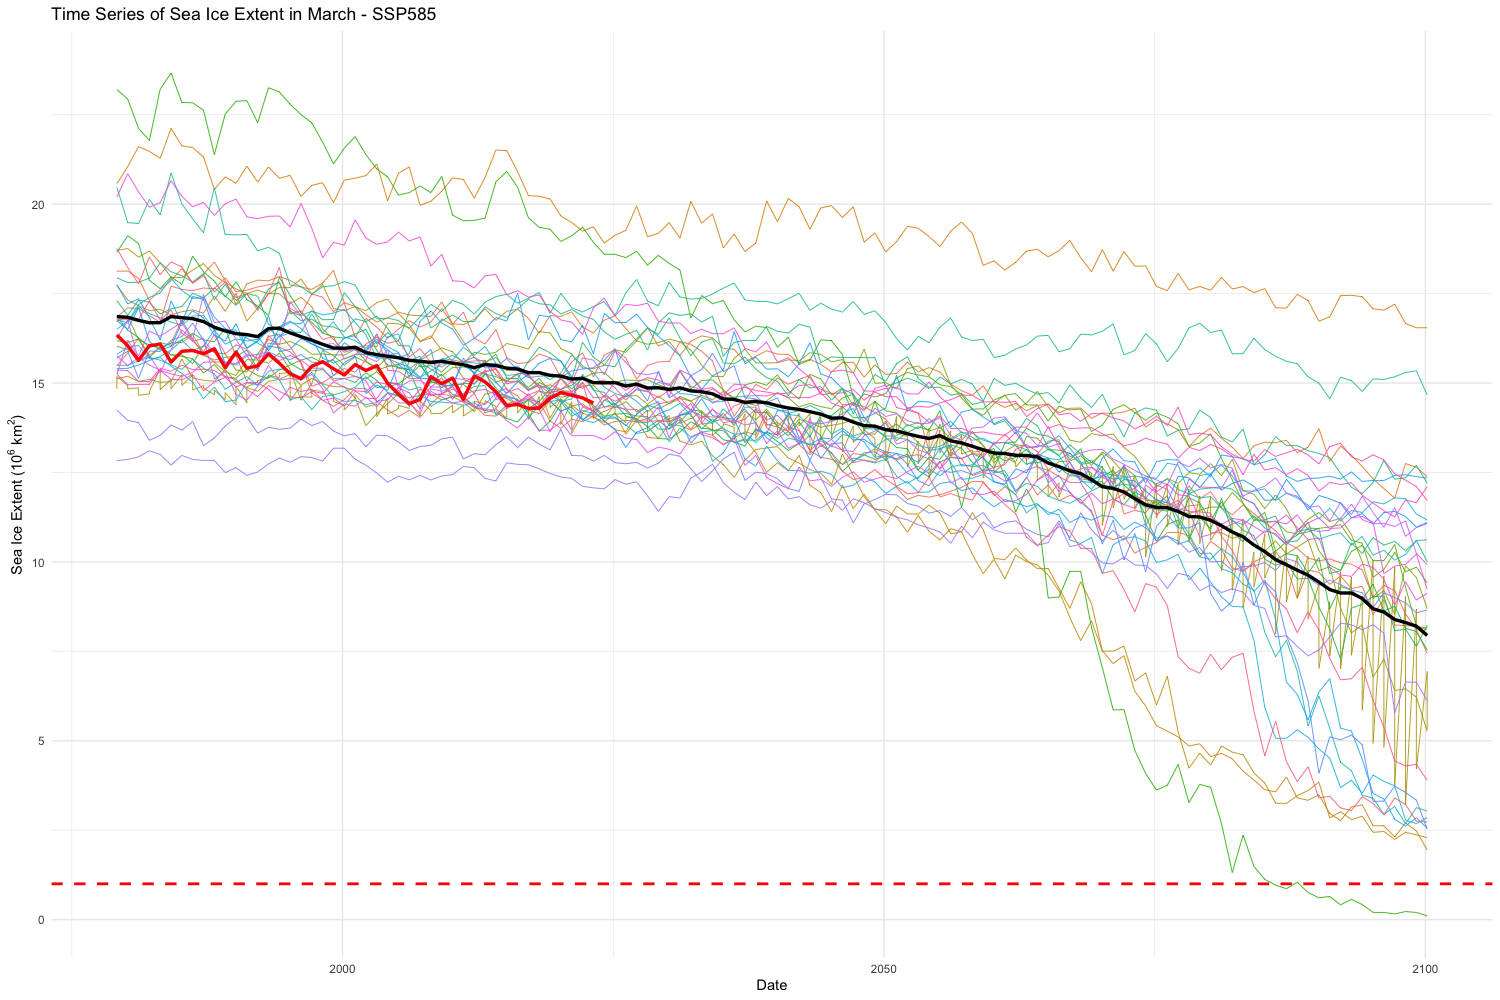 Time Series of Sea Ice Extent in March - SSP585
Sea Ice Extent (10⁶ km²)
20
15
10
5
0
2000
2050
2100
Date